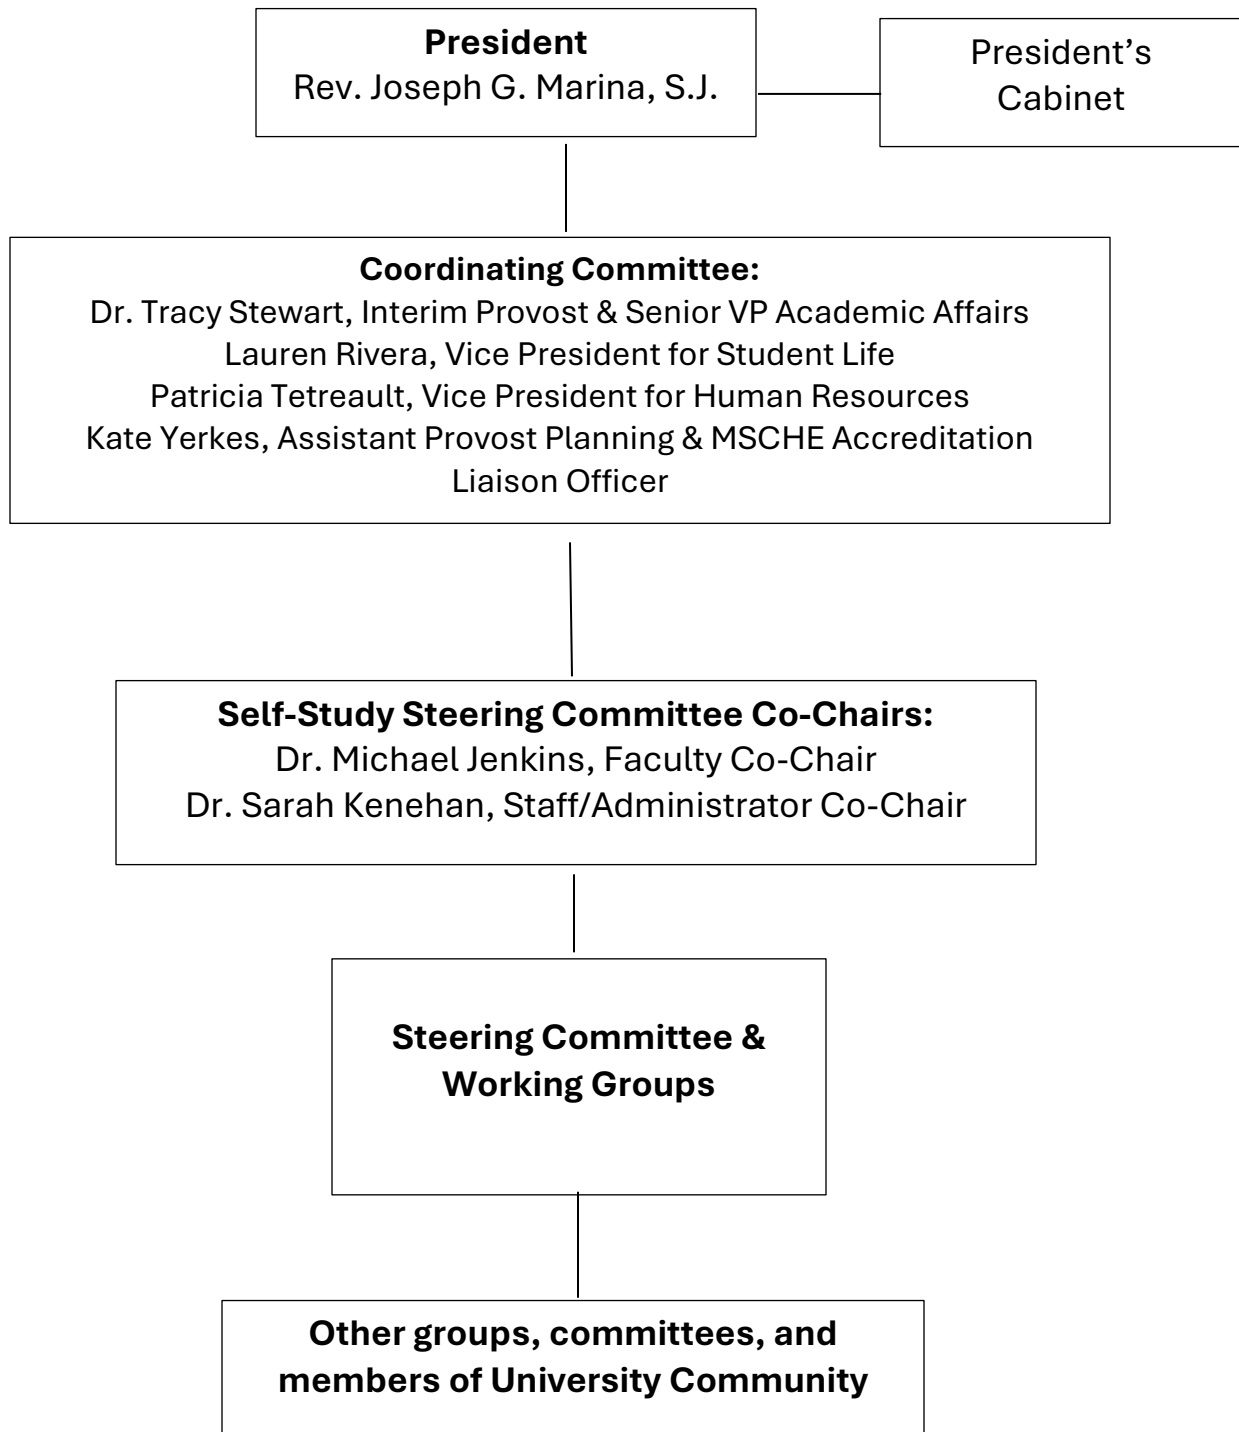 President
Rev. Joseph G. Marina, S.J.
President’s
Cabinet
Coordinating Committee:
Dr. Tracy Stewart, Interim Provost & Senior VP Academic Affairs
Lauren Rivera, Vice President for Student Life
Patricia Tetreault, Vice President for Human Resources
Kate Yerkes, Assistant Provost Planning & MSCHE Accreditation
Liaison Officer
Self-Study Steering Committee Co-Chairs:
Dr. Michael Jenkins, Faculty Co-Chair
Dr. Sarah Kenehan, Staff/Administrator Co-Chair
Steering Committee &
Working Groups
Other groups, committees, and
members of University Community